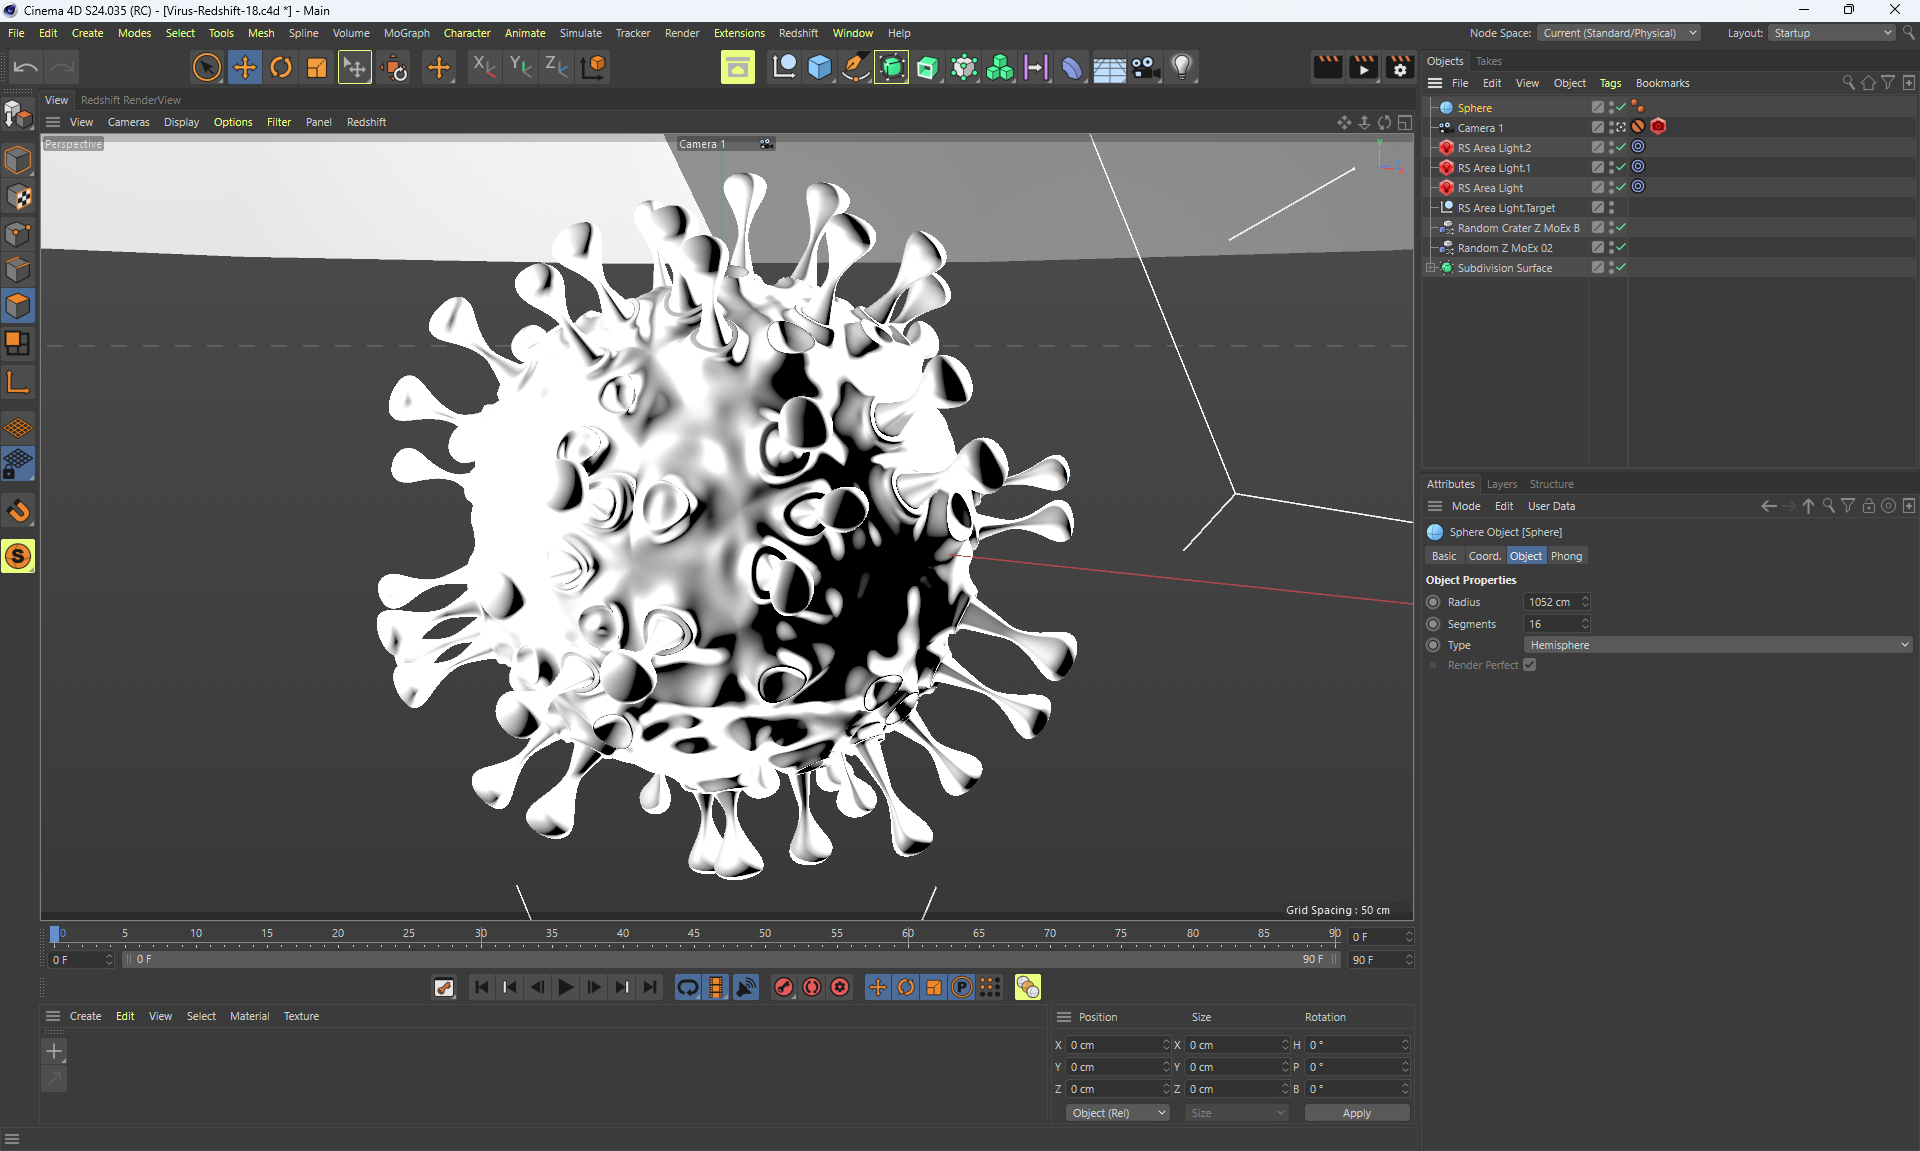 Cinema 4D S24.035 (RC) - [Virus-Redshift-18.c4d *] - Main
File Edit Create Modes Select Tools Mesh Spline Volume MoGraph Character Animate Simulate Tracker Render Extensions Redshift Window Help
Node Space: Current (Standard/Physical) Layout: Startup
X Y Z
Objects Takes
File Edit View Object Tags Bookmarks
View Redshift RenderView
View Cameras Display Options Filter Panel Redshift
Perspective
Camera 1
Y
Z
X
Sphere
Camera 1
RS Area Light.2
RS Area Light.1
RS Area Light
RS Area Light.Target
Random Crater Z MoEx B
Random Z MoEx 02
Subdivision Surface
Attributes Layers Structure
Mode Edit User Data
Sphere Object [Sphere]
Basic Coord. Object Phong
Object Properties
Radius 1052 cm
Segments 16
Type Hemisphere
Render Perfect
S
Grid Spacing : 50 cm
0 5 10 15 20 25 30 35 40 45 50 55 60 65 70 75 80 85 90
0 F
0 F 0 F 90 F 90 F
P
Create Edit View Select Material Texture
Position Size Rotation
X 0 cm X 0 cm H 0 °
Y 0 cm Y 0 cm P 0 °
Z 0 cm Z 0 cm B 0 °
Object (Rel) Size Apply